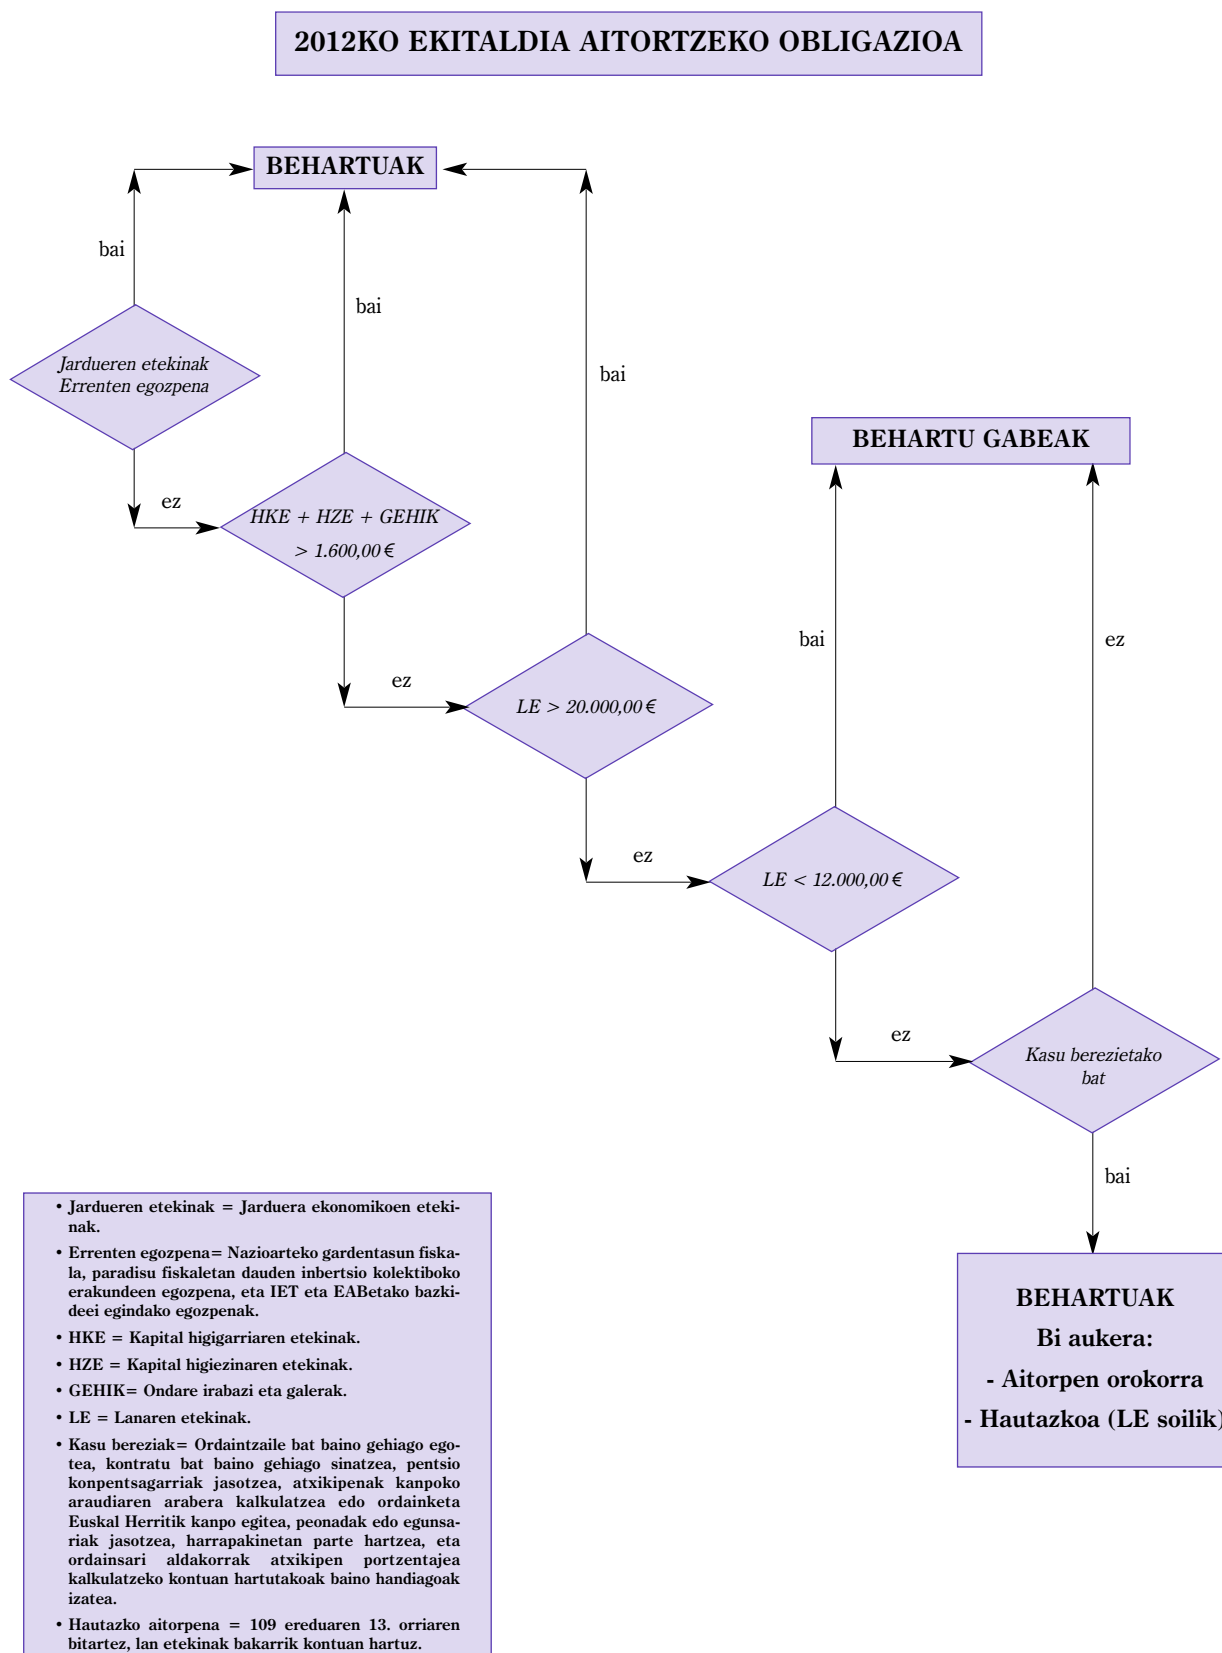 2012KO EKITALDIA AITORTZEKO OBLIGAZIOA
BEHARTUAK
bai
bai
bai
Jardueren etekinak
Errenten egozpena
ez
HKE + HZE + GEHIK
> 1.600,00 €
BEHARTU GABEAK
ez
LE > 20.000,00 €
bai
ez
ez
LE < 12.000,00 €
ez
Kasu berezietako
bat
bai
BEHARTUAK
Bi aukera:
- Aitorpen orokorra
- Hautazkoa (LE soilik)
• Jardueren etekinak = Jarduera ekonomikoen eteki-
nak.
• Errenten egozpena= Nazioarteko gardentasun fiska-
la, paradisu fiskaletan dauden inbertsio kolektiboko
erakundeen egozpena, eta IET eta EABetako bazki-
deei egindako egozpenak.
• HKE = Kapital higigarriaren etekinak.
• HZE = Kapital higiezinaren etekinak.
• GEHIK= Ondare irabazi eta galerak.
• LE = Lanaren etekinak.
• Kasu bereziak= Ordaintzaile bat baino gehiago ego-
tea, kontratu bat baino gehiago sinatzea, pentsio
konpentsagarriak jasotzea, atxikipenak kanpoko
araudiaren arabera kalkulatzea edo ordainketa
Euskal Herritik kanpo egitea, peonadak edo egunsa-
riak jasotzea, harrapakinetan parte hartzea, eta
ordainsari aldakorrak atxikipen portzentajea
kalkulatzeko kontuan hartutakoak baino handiagoak
izatea.
• Hautazko aitorpena = 109 ereduaren 13. orriaren
bitartez, lan etekinak bakarrik kontuan hartuz.